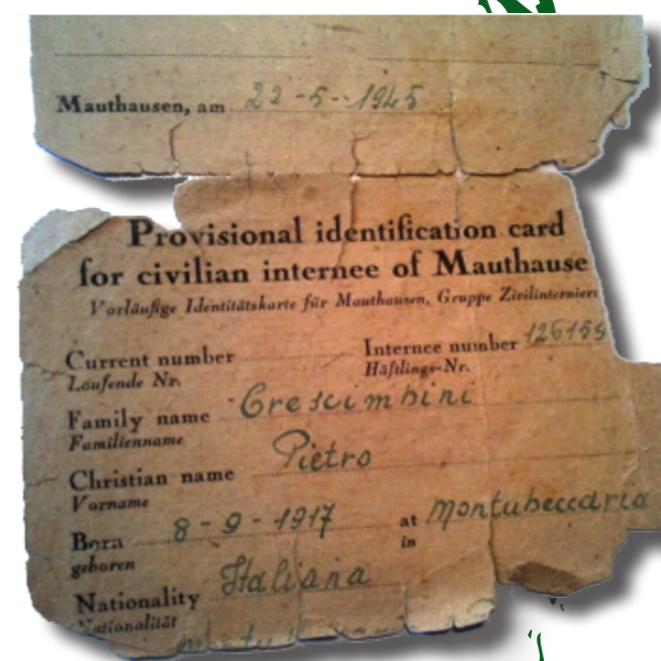 Mauthausen, am 22-5-1945
Provisional identification card
for civilian internee of Mauthause
Vorläufige Identitätskarte für Mauthausen, Gruppe Zivilinterniert
Current number
Laufende Nr.
Internee number
Häftlings-Nr.
Family name Crescimbini
Familienname
Christian name Pietro
Vorname
Born 8-9-1917 at Montubeccaria
geboren in
Nationality Italiana
Nationalität